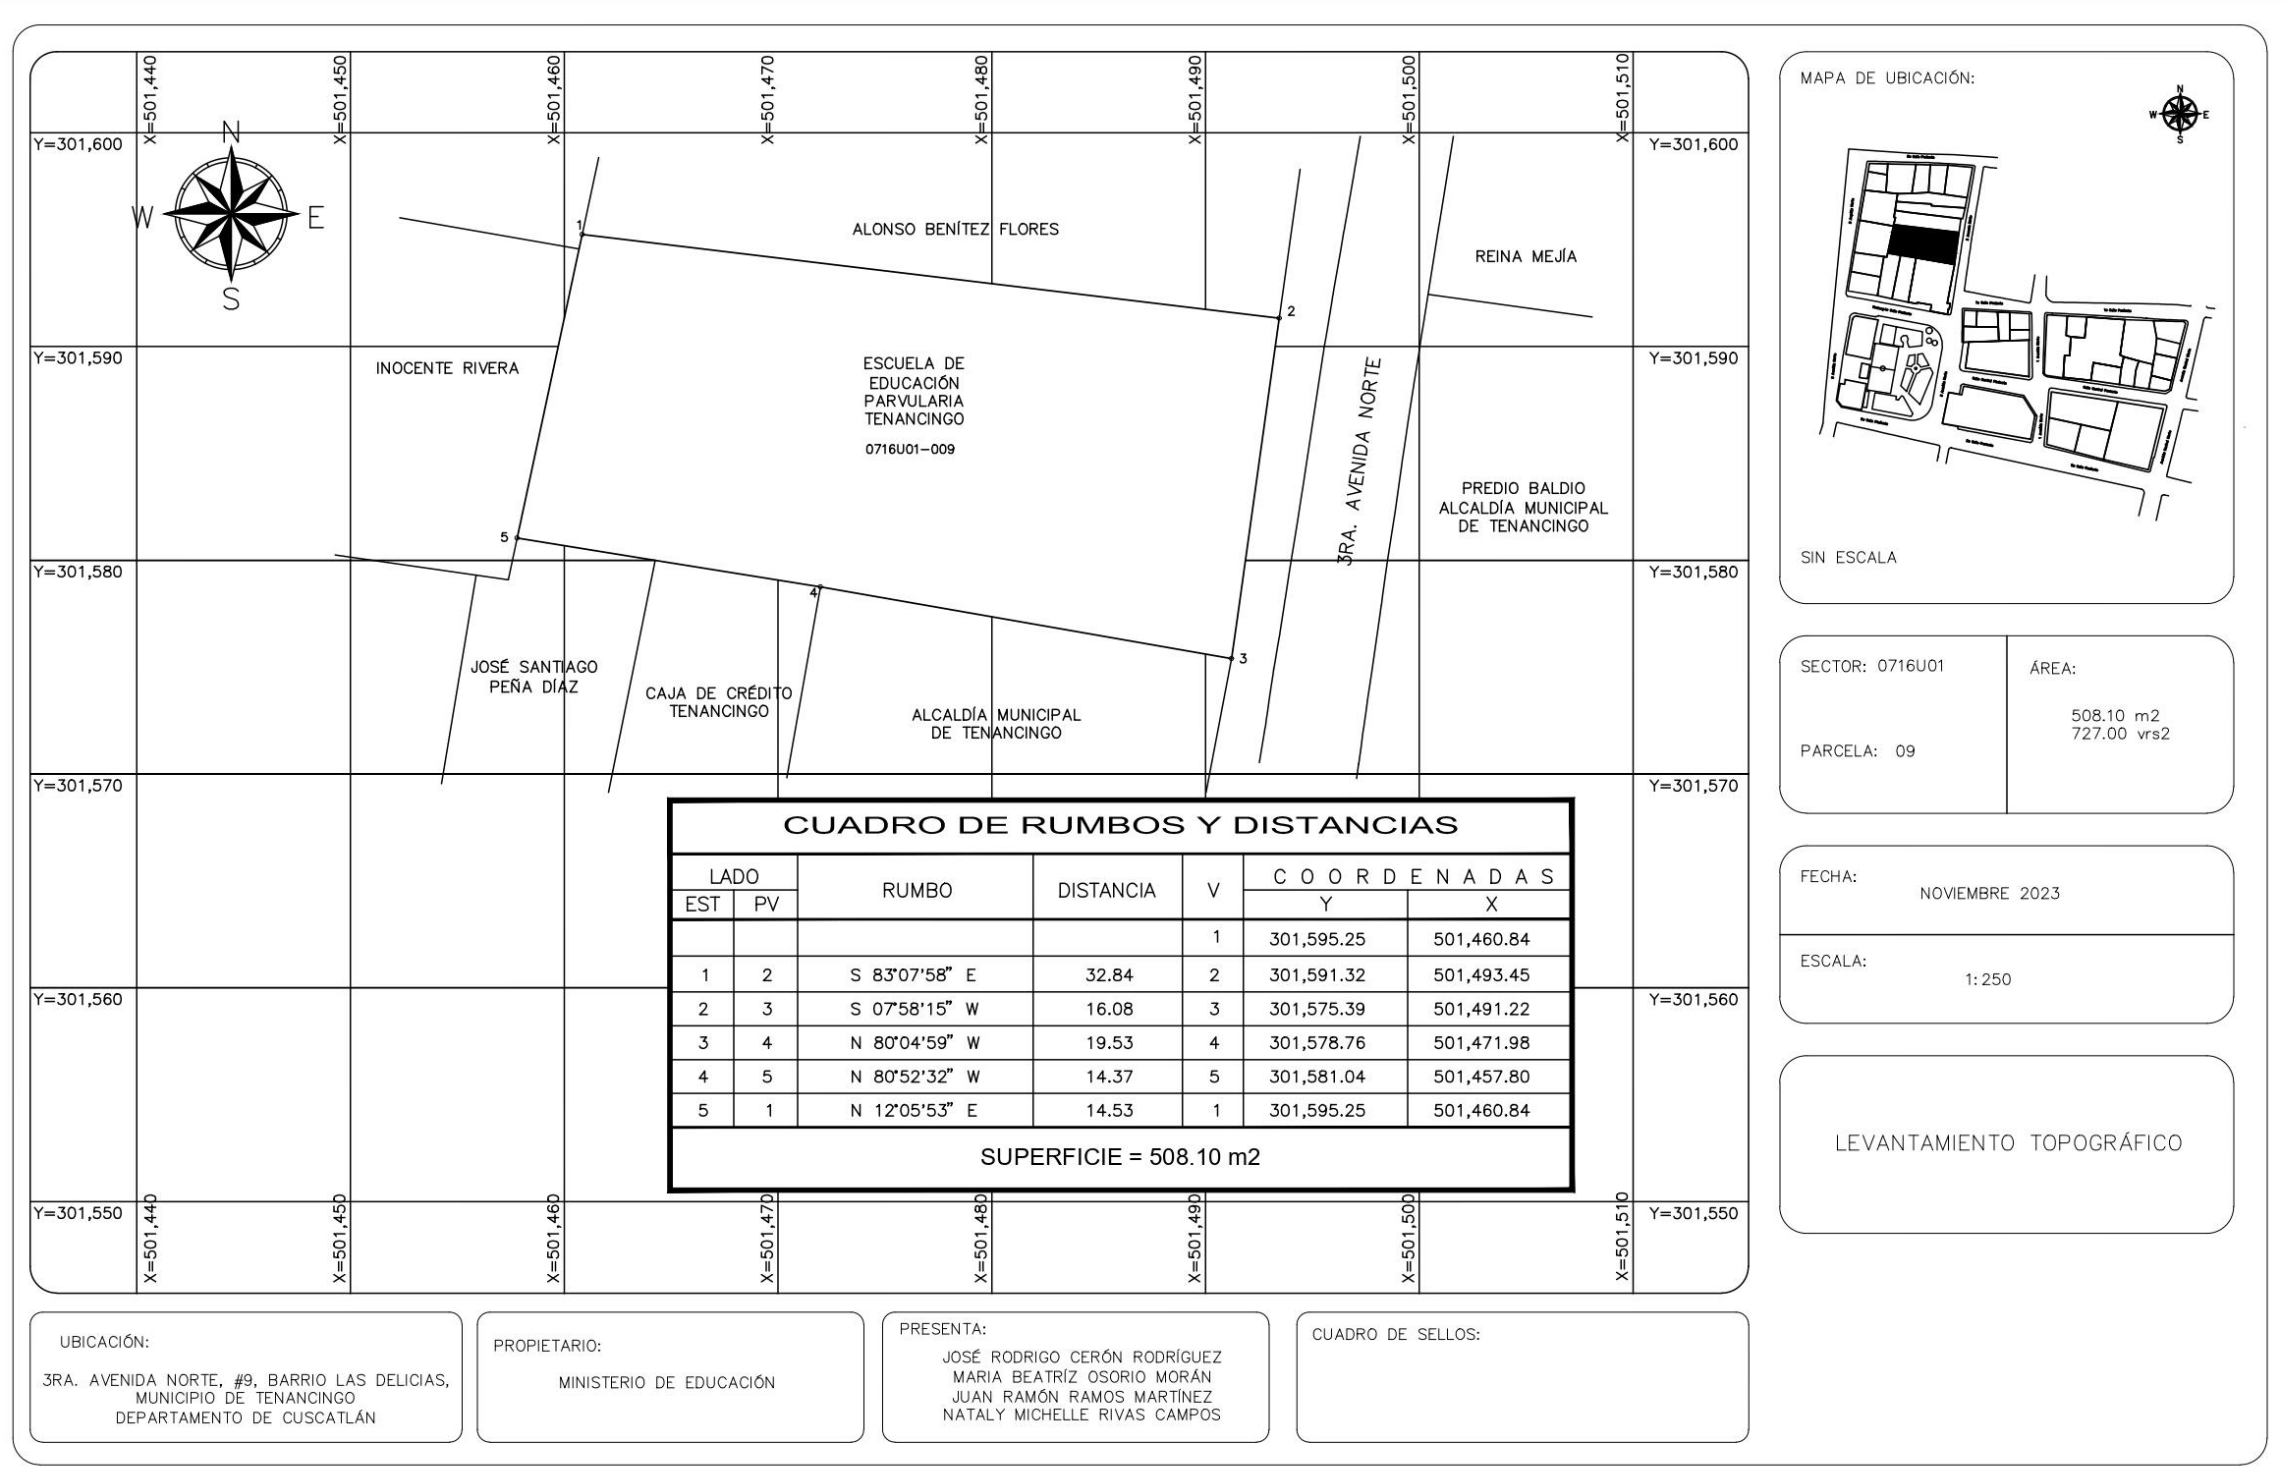 X=501,440
X=501,450
X=501,460
X=501,470
X=501,480
X=501,490
X=501,500
X=501,510
Y=301,600
Y=301,600
N
W
E
S
1
ALONSO BENÍTEZ FLORES
REINA MEJÍA
2
Y=301,590
Y=301,590
INOCENTE RIVERA
ESCUELA DE
EDUCACIÓN
PARVULARIA
TENANCINGO
0716U01-009
3RA. AVENIDA NORTE
PREDIO BALDIO
ALCALDÍA MUNICIPAL
DE TENANCINGO
5
Y=301,580
Y=301,580
4
3
JOSÉ SANTIAGO
PEÑA DÍAZ
CAJA DE CRÉDITO
TENANCINGO
ALCALDÍA MUNICIPAL
DE TENANCINGO
Y=301,570
Y=301,570
CUADRO DE RUMBOS Y DISTANCIAS
LADO RUMBO DISTANCIA V COORDENADAS
EST PV Y X
1 301,595.25 501,460.84
1 2 S 83°07'58" E 32.84 2 301,591.32 501,493.45
2 3 S 07°58'15" W 16.08 3 301,575.39 501,491.22
3 4 N 80°04'59" W 19.53 4 301,578.76 501,471.98
4 5 N 80°52'32" W 14.37 5 301,581.04 501,457.80
5 1 N 12°05'53" E 14.53 1 301,595.25 501,460.84
SUPERFICIE = 508.10 m2
Y=301,560
Y=301,560
Y=301,550
Y=301,550
X=501,440
X=501,450
X=501,460
X=501,470
X=501,480
X=501,490
X=501,500
X=501,510
MAPA DE UBICACIÓN:
N
W
E
S
SIN ESCALA
SECTOR: 0716U01
PARCELA: 09
ÁREA:
508.10 m2
727.00 vrs2
FECHA:
NOVIEMBRE 2023
ESCALA:
1:250
LEVANTAMIENTO TOPOGRÁFICO
UBICACIÓN:
3RA. AVENIDA NORTE, #9, BARRIO LAS DELICIAS,
MUNICIPIO DE TENANCINGO
DEPARTAMENTO DE CUSCATLÁN
PROPIETARIO:
MINISTERIO DE EDUCACIÓN
PRESENTA:
JOSÉ RODRIGO CERÓN RODRÍGUEZ
MARIA BEATRÍZ OSORIO MORÁN
JUAN RAMÓN RAMOS MARTÍNEZ
NATALY MICHELLE RIVAS CAMPOS
CUADRO DE SELLOS: